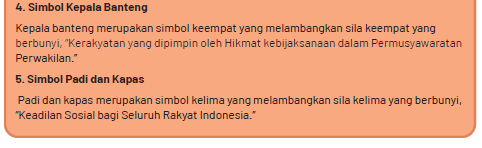 4. Simbol Kepala Banteng
Kepala banteng merupakan simbol keempat yang melambangkan sila keempat yang
berbunyi, "Kerakyatan yang dipimpin oleh Hikmat kebijaksanaan dalam Permusyawaratan
Perwakilan."
5. Simbol Padi dan Kapas
Padi dan kapas merupakan simbol kelima yang melambangkan sila kelima yang berbunyi,
"Keadilan Sosial bagi Seluruh Rakyat Indonesia."